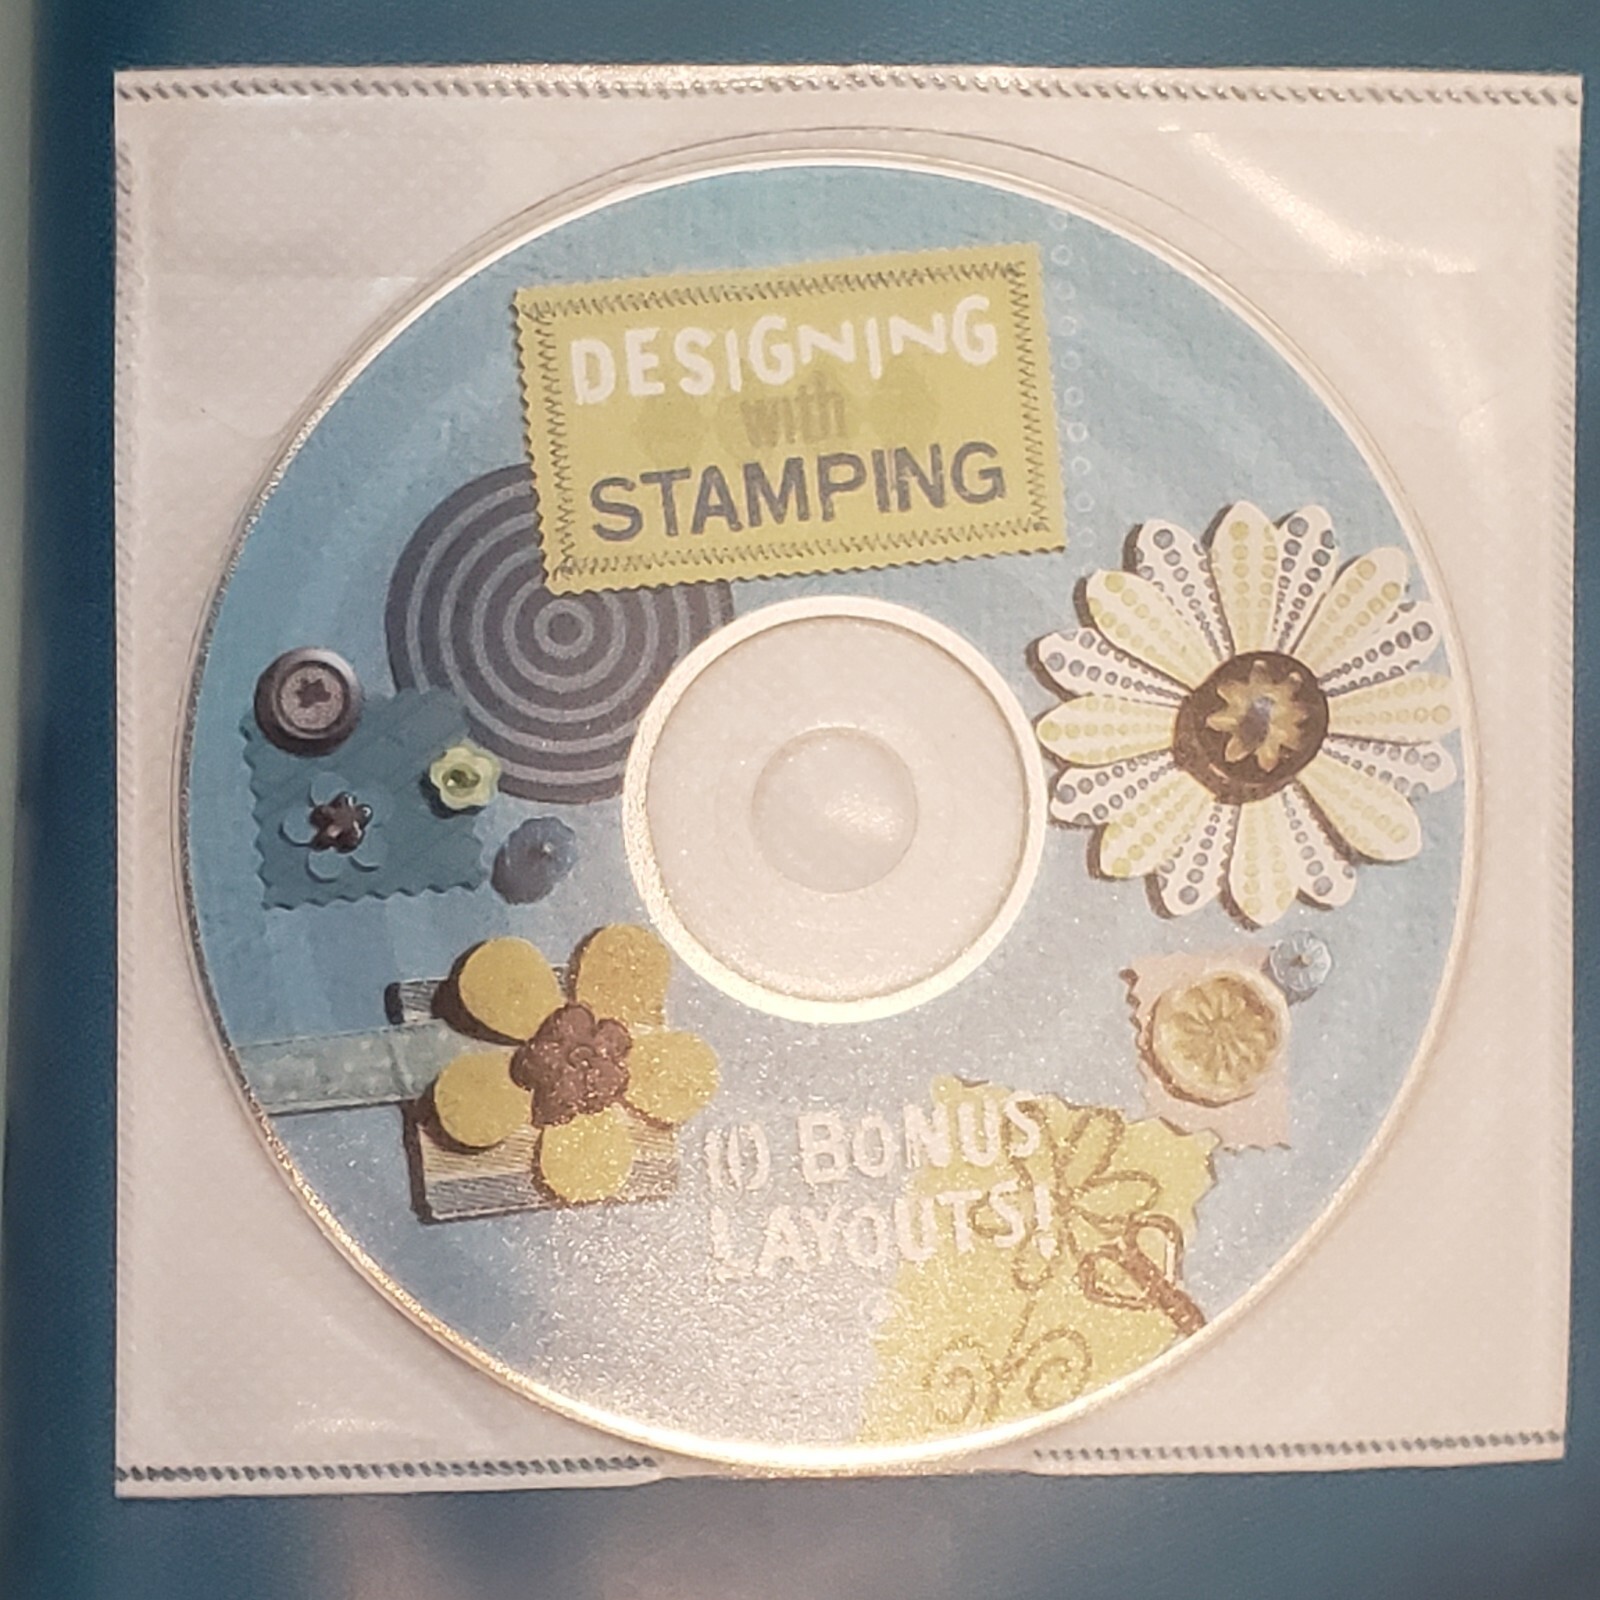 DESIGNING
with
STAMPING
10 BONUS
LAYOUTS!